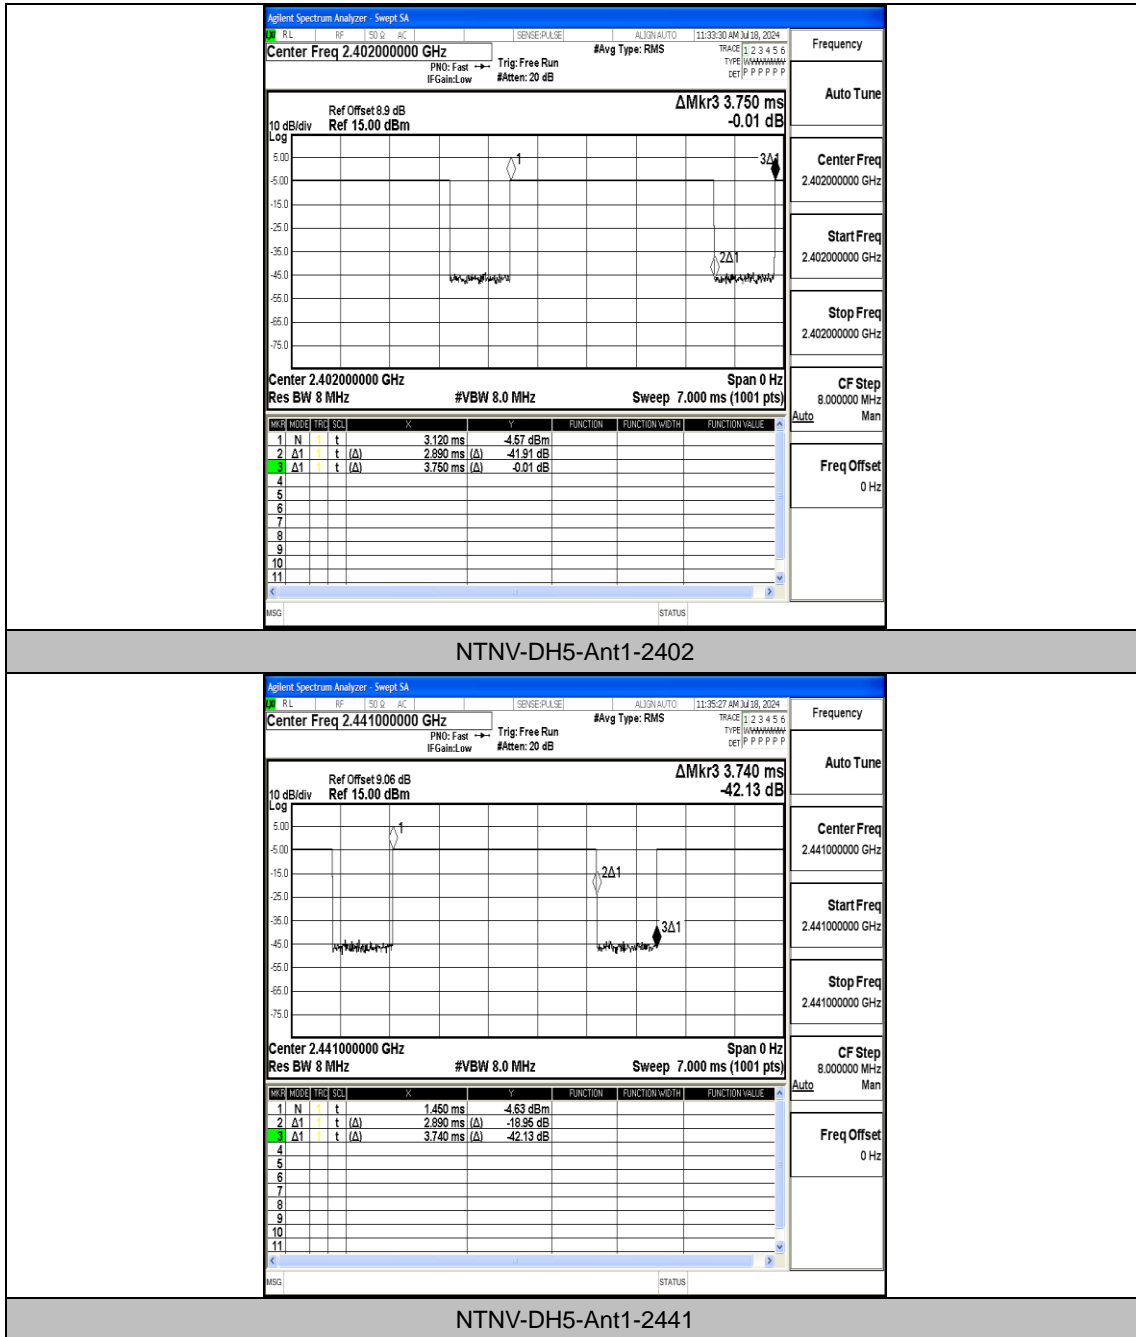 Agilent Spectrum Analyzer - Swept SA
RL RF 50 Ω AC SENSE:PULSE ALIGN AUTO 11:33:30 AM Jul 18, 2024
Center Freq 2.402000000 GHz
PNO: Fast
IFGain:Low
Trig: Free Run
#Atten: 20 dB
#Avg Type: RMS
TRACE 1 2 3 4 5 6
TYPE
DET P P P P P P
Ref Offset 8.9 dB
10 dB/div Ref 15.00 dBm
Log
ΔMkr3 3.750 ms
-0.01 dB
5.00
-5.00
-15.0
-25.0
-35.0
-45.0
-55.0
-65.0
-75.0
1
2Δ1
3Δ1
Center 2.402000000 GHz Span 0 Hz
Res BW 8 MHz #VBW 8.0 MHz Sweep 7.000 ms (1001 pts)
MKR MODE TRC SCL X Y FUNCTION FUNCTION WIDTH FUNCTION VALUE
1 N 1 t 3.120 ms -4.57 dBm
2 Δ1 1 t (Δ) 2.890 ms (Δ) -41.91 dB
3 Δ1 1 t (Δ) 3.750 ms (Δ) -0.01 dB
4
5
6
7
8
9
10
11
MSG STATUS
Frequency
Auto Tune
Center Freq
2.402000000 GHz
Start Freq
2.402000000 GHz
Stop Freq
2.402000000 GHz
CF Step
8.000000 MHz
Auto Man
Freq Offset
0 Hz
NTNV-DH5-Ant1-2402
Agilent Spectrum Analyzer - Swept SA
RL RF 50 Ω AC SENSE:PULSE ALIGN AUTO 11:35:27 AM Jul 18, 2024
Center Freq 2.441000000 GHz
PNO: Fast
IFGain:Low
Trig: Free Run
#Atten: 20 dB
#Avg Type: RMS
TRACE 1 2 3 4 5 6
TYPE
DET P P P P P P
Ref Offset 9.06 dB
10 dB/div Ref 15.00 dBm
Log
ΔMkr3 3.740 ms
-42.13 dB
5.00
-5.00
-15.0
-25.0
-35.0
-45.0
-55.0
-65.0
-75.0
1
2Δ1
3Δ1
Center 2.441000000 GHz Span 0 Hz
Res BW 8 MHz #VBW 8.0 MHz Sweep 7.000 ms (1001 pts)
MKR MODE TRC SCL X Y FUNCTION FUNCTION WIDTH FUNCTION VALUE
1 N 1 t 1.450 ms -4.63 dBm
2 Δ1 1 t (Δ) 2.890 ms (Δ) -18.95 dB
3 Δ1 1 t (Δ) 3.740 ms (Δ) -42.13 dB
4
5
6
7
8
9
10
11
MSG STATUS
Frequency
Auto Tune
Center Freq
2.441000000 GHz
Start Freq
2.441000000 GHz
Stop Freq
2.441000000 GHz
CF Step
8.000000 MHz
Auto Man
Freq Offset
0 Hz
NTNV-DH5-Ant1-2441